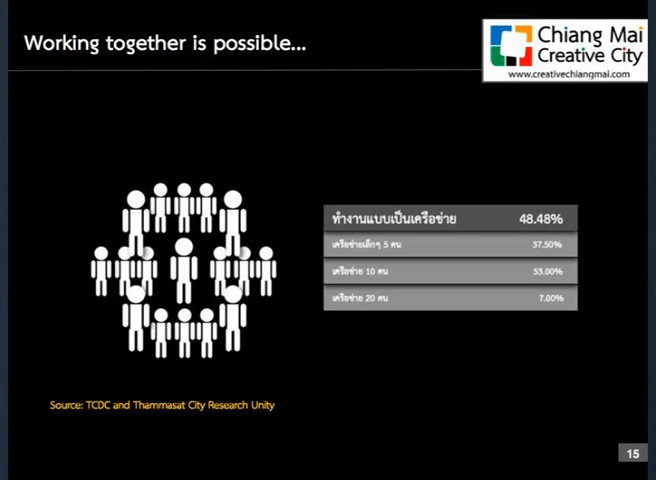 Working together is possible...
Chiang Mai
Creative City
www.creativechiangmai.com
ทำงานแบบเป็นเครือข่าย 48.48%
เครือข่ายเล็กๆ 5 คน 37.50%
เครือข่าย 10 คน 53.00%
เครือข่าย 20 คน 7.00%
Source: TCDC and Thammasat City Research Unity
15